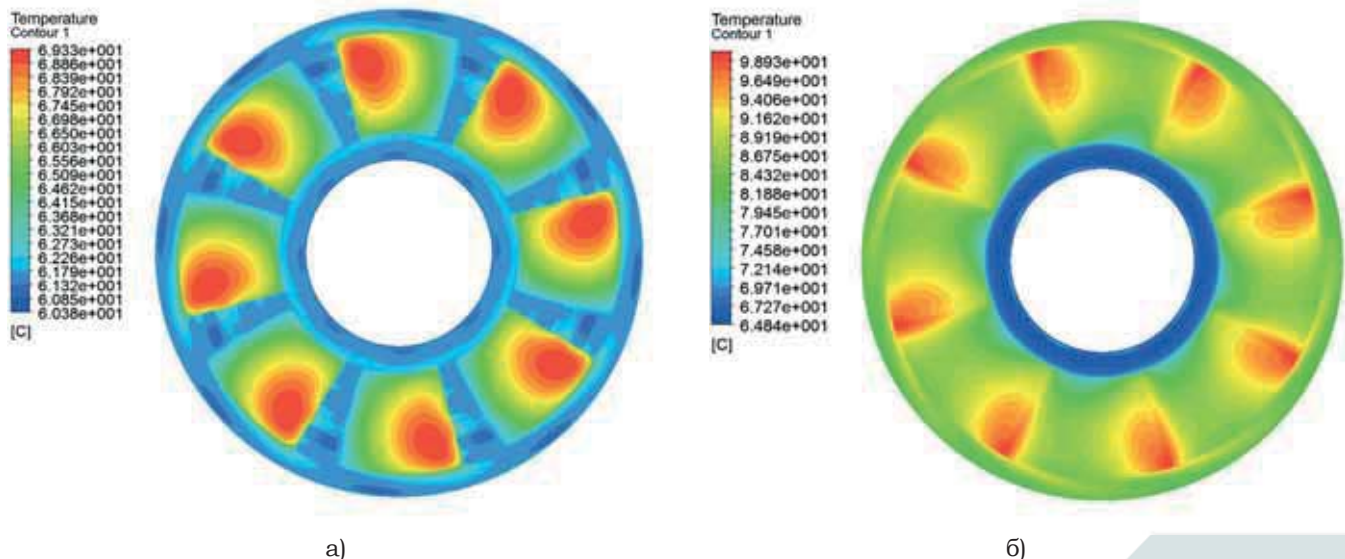 Temperature
Contour 1
6.933e+001
6.886e+001
6.839e+001
6.792e+001
6.745e+001
6.698e+001
6.650e+001
6.603e+001
6.556e+001
6.509e+001
6.462e+001
6.415e+001
6.368e+001
6.321e+001
6.273e+001
6.226e+001
6.179e+001
6.132e+001
6.085e+001
6.038e+001
[C]
а)
Temperature
Contour 1
9.893e+001
9.649e+001
9.406e+001
9.162e+001
8.919e+001
8.675e+001
8.432e+001
8.188e+001
7.945e+001
7.701e+001
7.458e+001
7.214e+001
6.971e+001
6.727e+001
6.484e+001
[C]
б)